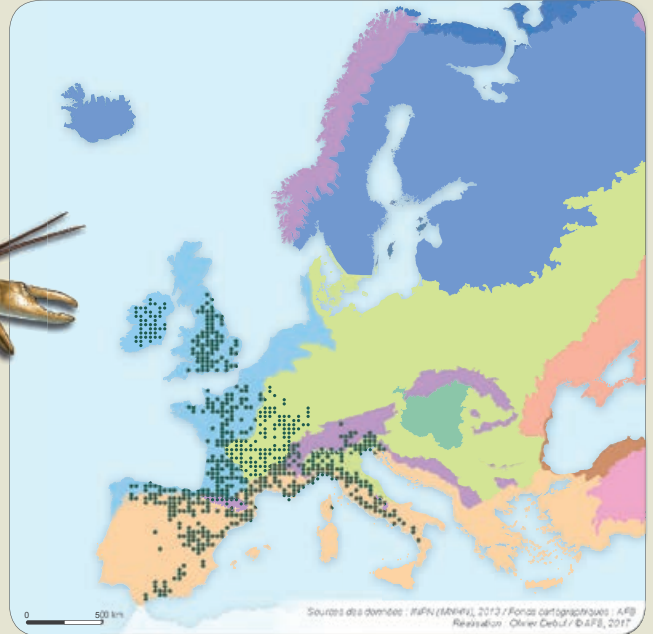 0 500 km
Sources des données : INPN (MNHN), 2013 / Fonds cartographiques : AFB
Réalisation : Olivier Debuf / © AFB, 2017